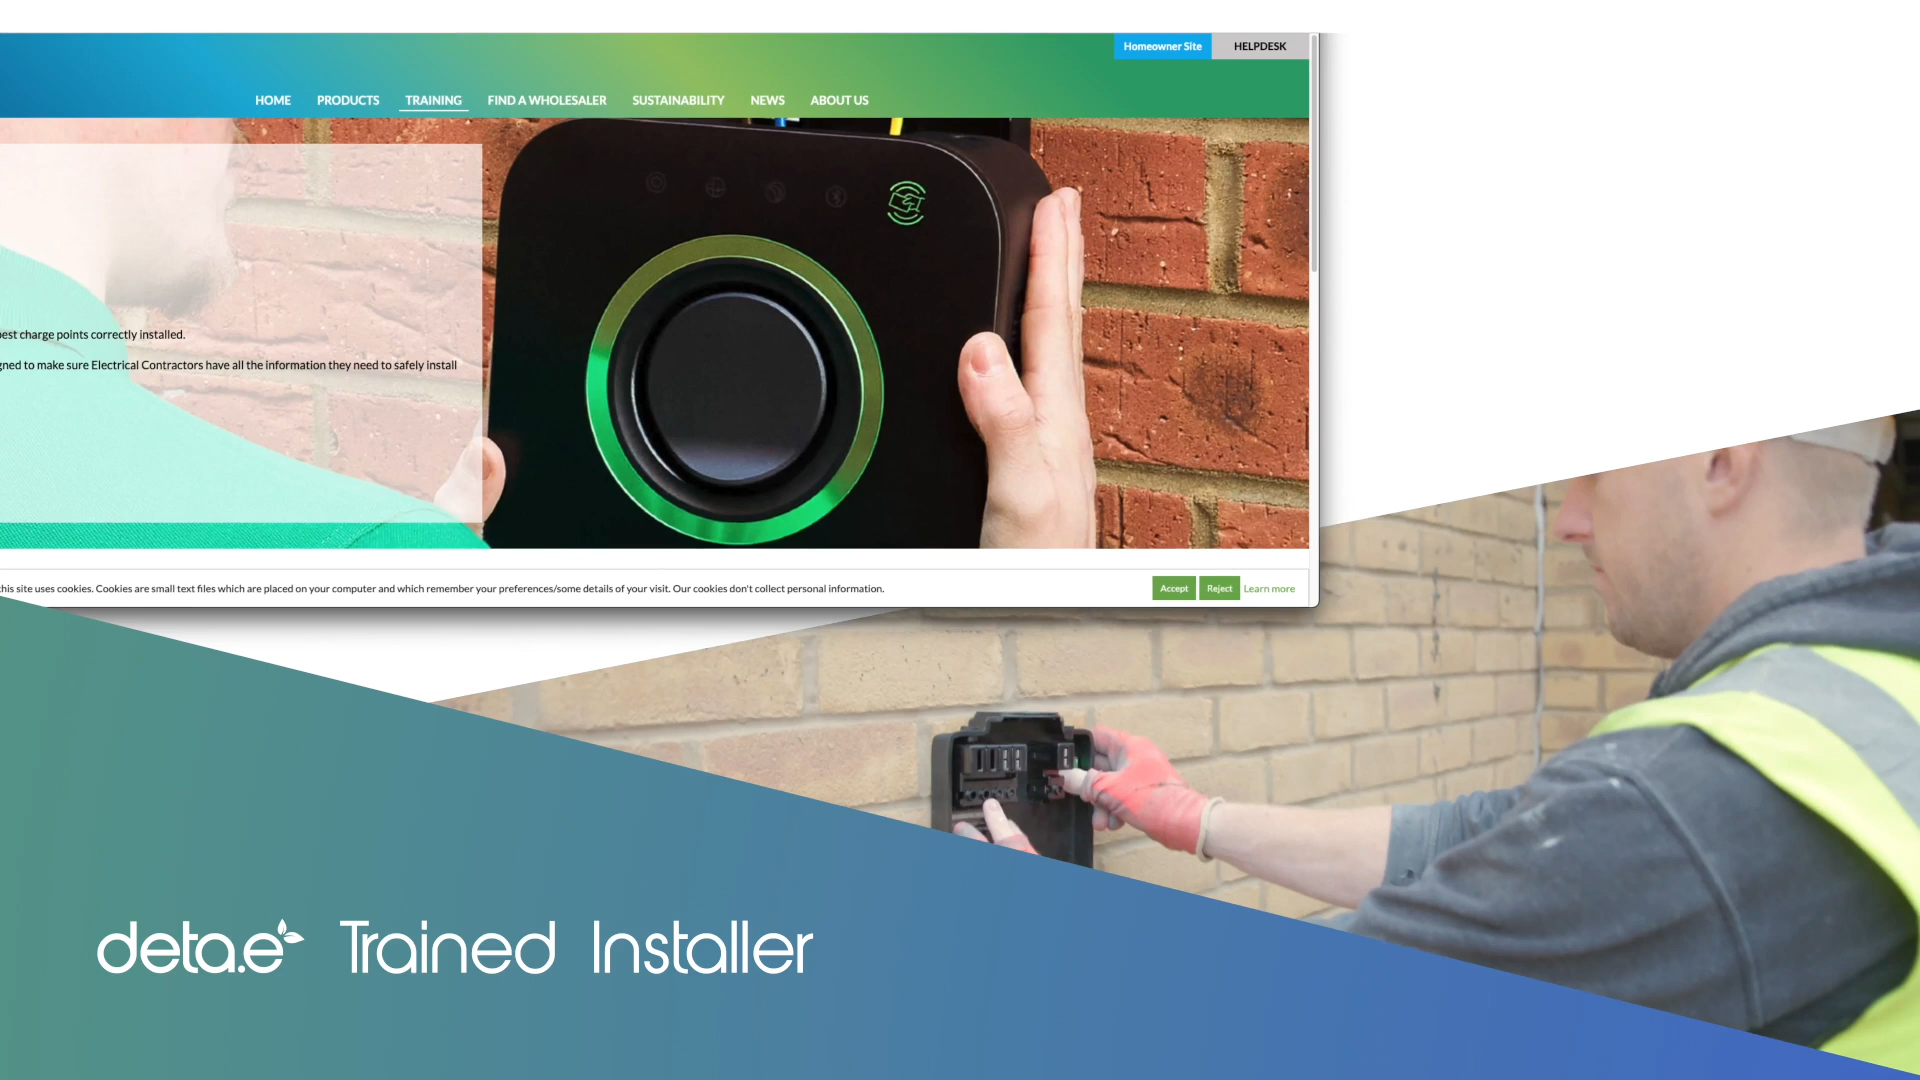 Homeowner Site HELPDESK
HOME PRODUCTS TRAINING FIND A WHOLESALER SUSTAINABILITY NEWS ABOUT US
charge points correctly installed.
to make sure Electrical Contractors have all the information they need to safely install
this site uses cookies. Cookies are small text files which are placed on your computer and which remember your preferences/some details of your visit. Our cookies don't collect personal information. Accept Reject Learn more
deta.e Trained Installer